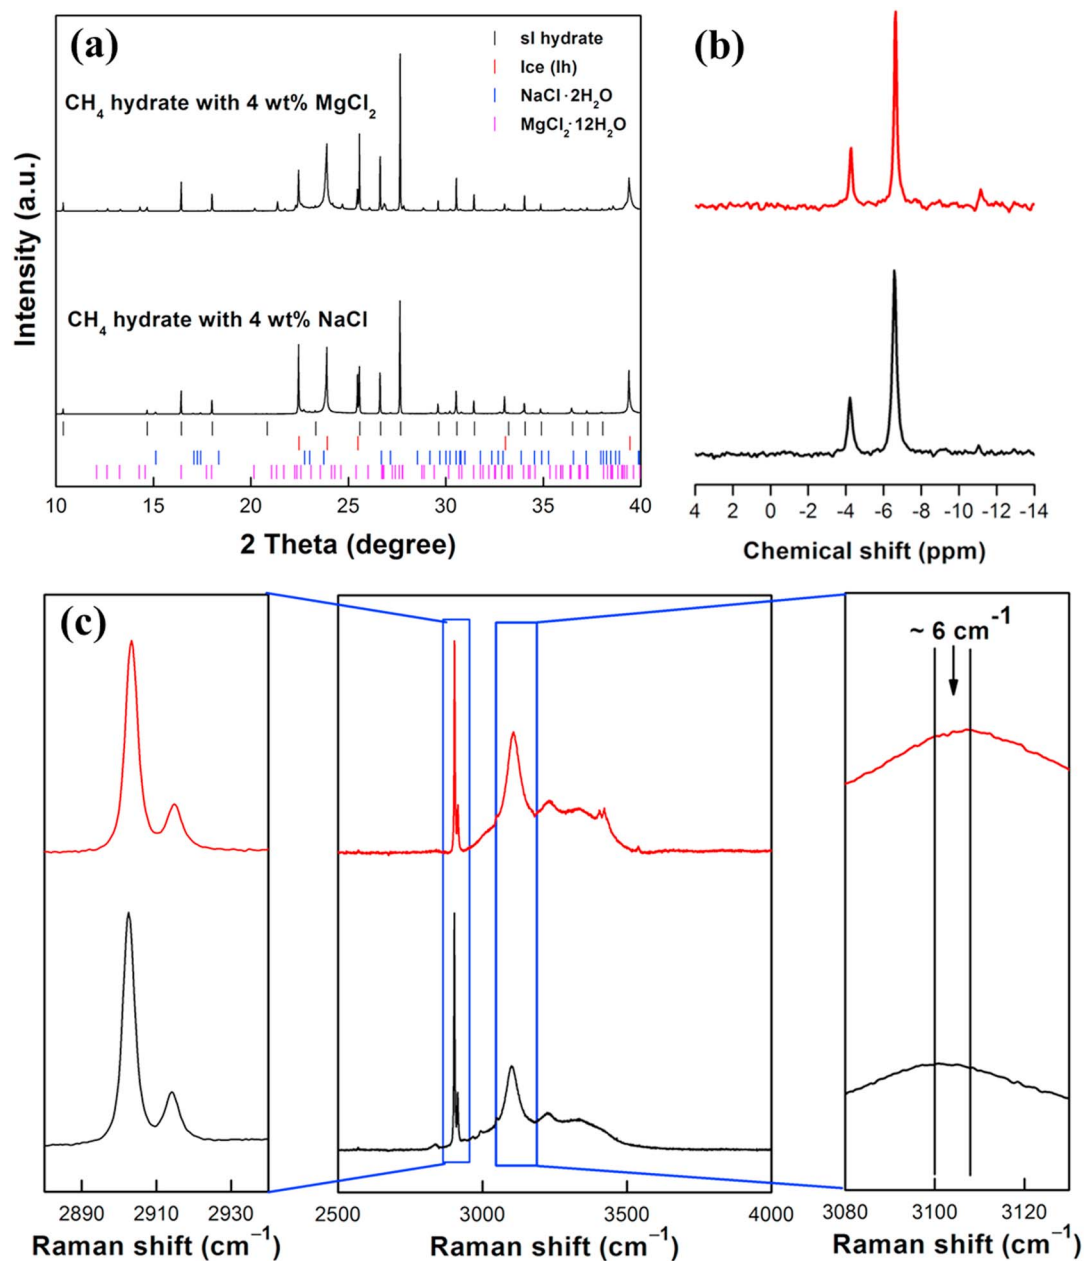 (a)
sI hydrate
Ice (Ih)
NaCl·2H₂O
MgCl₂·12H₂O
CH₄ hydrate with 4 wt% MgCl₂
CH₄ hydrate with 4 wt% NaCl
Intensity (a.u.)
10 15 20 25 30 35 40
2 Theta (degree)
(b)
4 2 0 -2 -4 -6 -8 -10 -12 -14
Chemical shift (ppm)
(c)
~ 6 cm⁻¹
2890 2910 2930
Raman shift (cm⁻¹)
2500 3000 3500 4000
Raman shift (cm⁻¹)
3080 3100 3120
Raman shift (cm⁻¹)